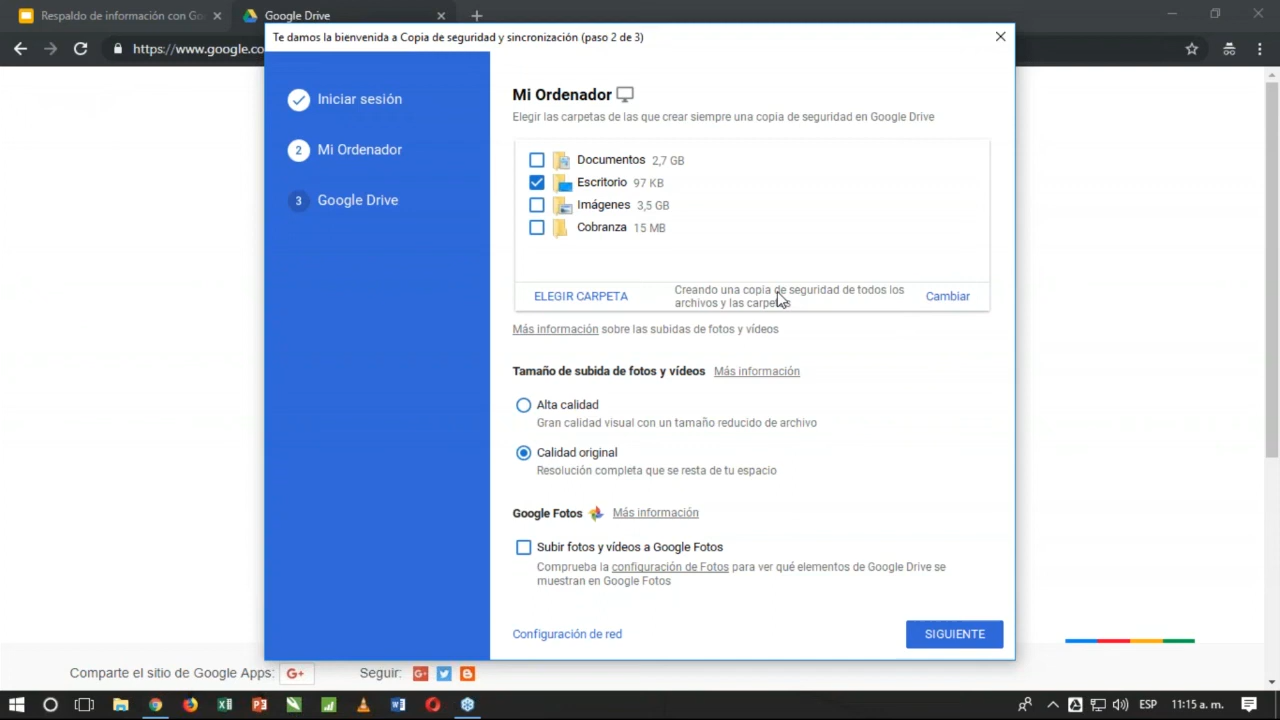 Respaldo de información con Go
Google Drive
https://www.google.co
Te damos la bienvenida a Copia de seguridad y sincronización (paso 2 de 3)
Iniciar sesión
2 Mi Ordenador
3 Google Drive
Mi Ordenador
Elegir las carpetas de las que crear siempre una copia de seguridad en Google Drive
Documentos 2,7 GB
Escritorio 97 KB
Imágenes 3,5 GB
Cobranza 15 MB
ELEGIR CARPETA
Creando una copia de seguridad de todos los
archivos y las carpetas
Cambiar
Más información sobre las subidas de fotos y vídeos
Tamaño de subida de fotos y vídeos Más información
Alta calidad
Gran calidad visual con un tamaño reducido de archivo
Calidad original
Resolución completa que se resta de tu espacio
Google Fotos Más información
Subir fotos y vídeos a Google Fotos
Comprueba la configuración de Fotos para ver qué elementos de Google Drive se
muestran en Google Fotos
Configuración de red
SIGUIENTE
Comparte el sitio de Google Apps: G+ Seguir: G+
ESP 11:15 a. m.